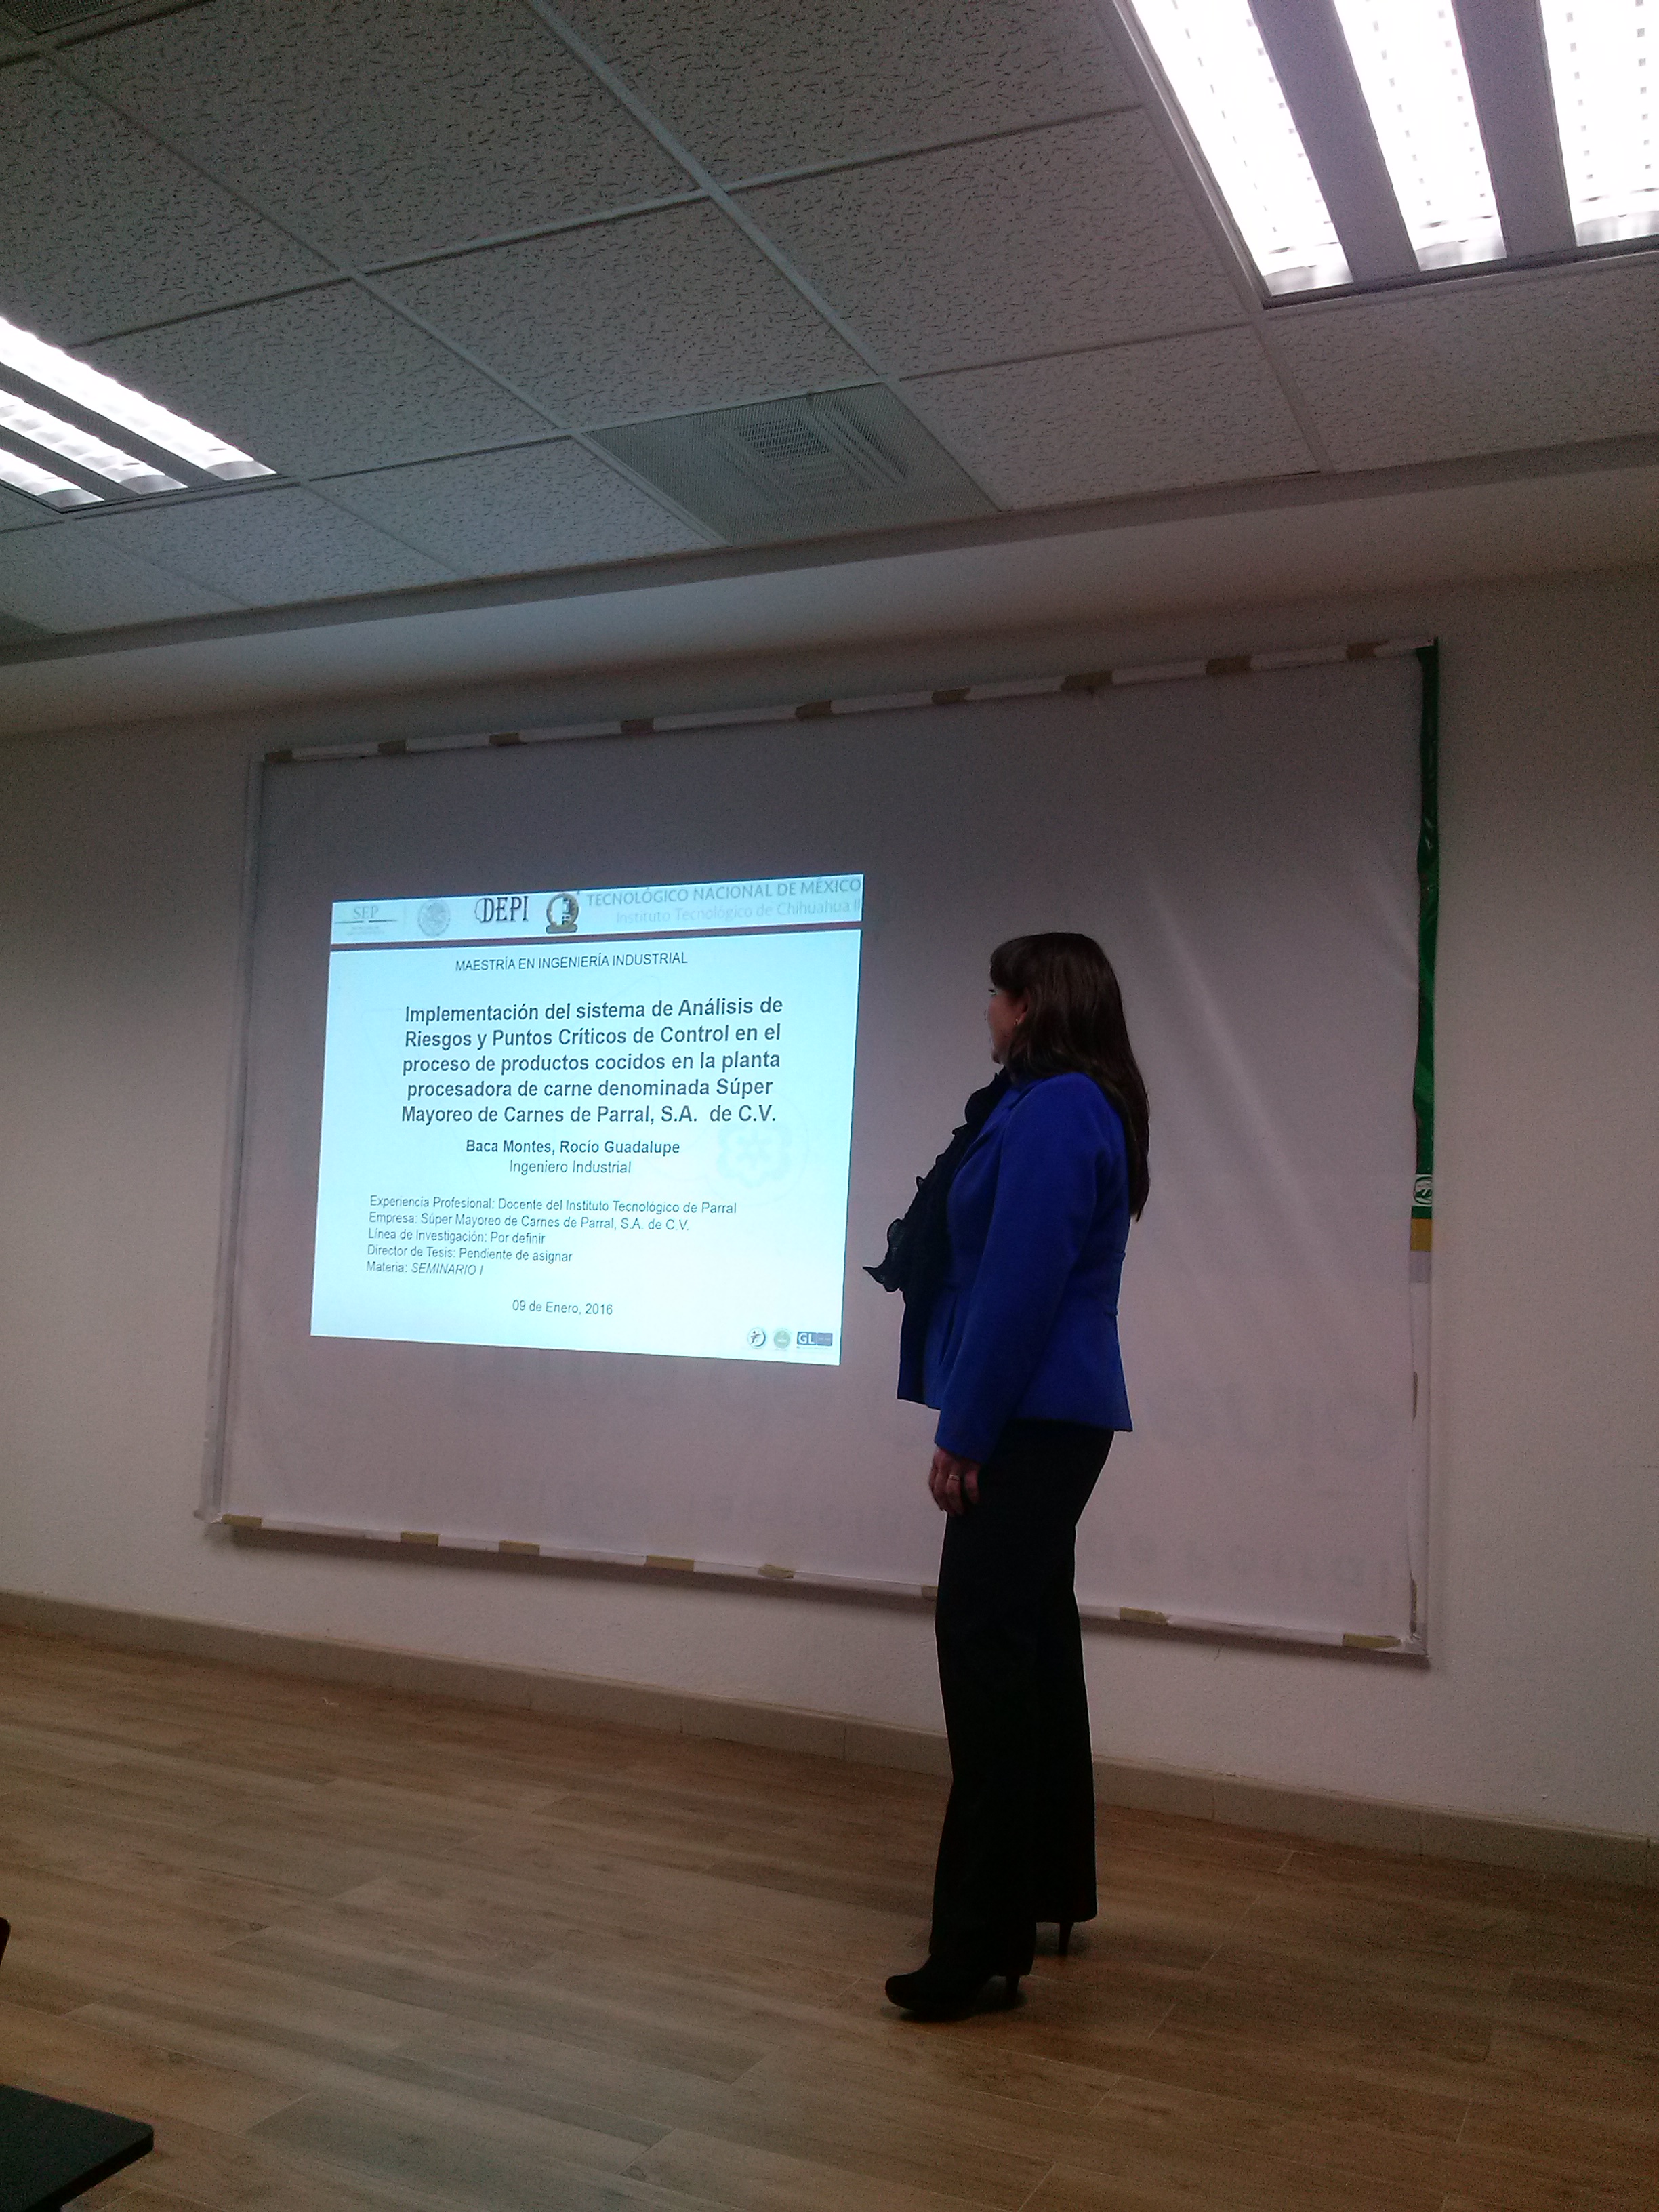 SEP
DEPI
TECNOLÓGICO NACIONAL DE MÉXICO
Instituto Tecnológico de Chihuahua II
MAESTRÍA EN INGENIERÍA INDUSTRIAL
Implementación del sistema de Análisis de
Riesgos y Puntos Críticos de Control en el
proceso de productos cocidos en la planta
procesadora de carne denominada Súper
Mayoreo de Carnes de Parral, S.A. de C.V.
Baca Montes, Rocío Guadalupe
Ingeniero Industrial
Experiencia Profesional: Docente del Instituto Tecnológico de Parral
Empresa: Súper Mayoreo de Carnes de Parral, S.A. de C.V.
Línea de Investigación: Por definir
Director de Tesis: Pendiente de asignar
Materia: SEMINARIO I
09 de Enero, 2016
GL